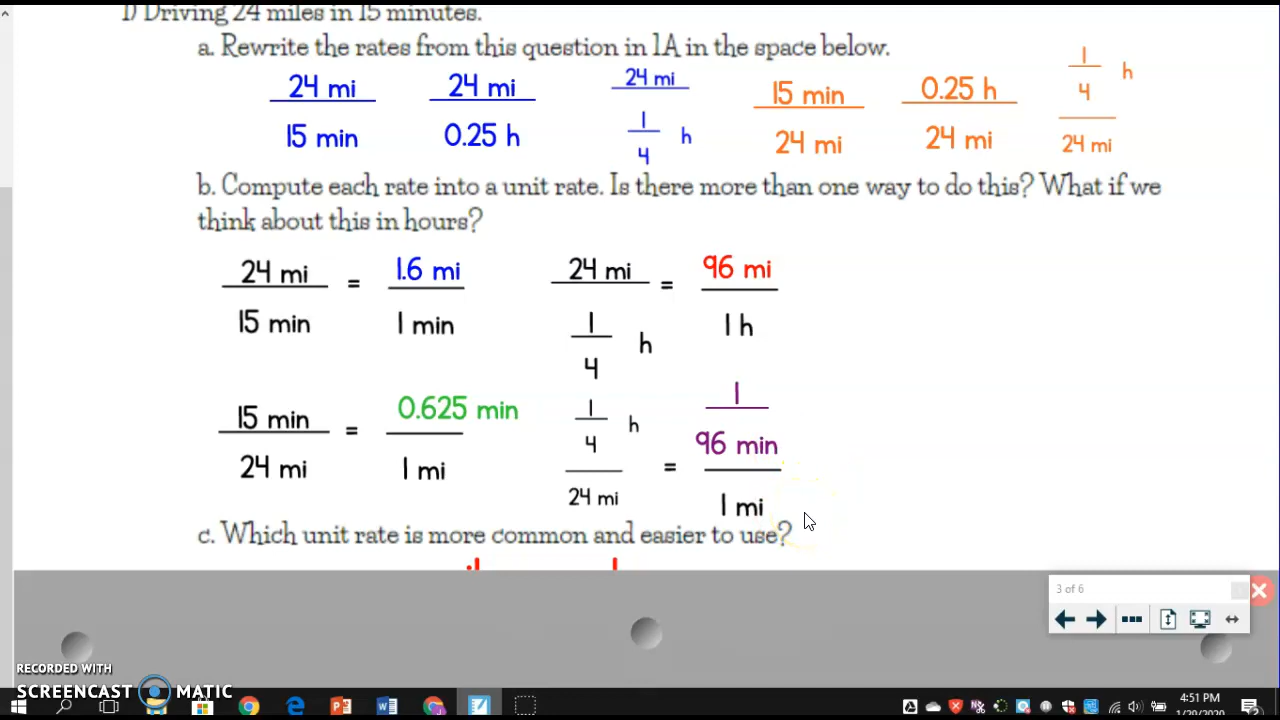 1) Driving 24 miles in 15 minutes.
a. Rewrite the rates from this question in 1A in the space below.
24 mi 24 mi 24 mi 15 min 0.25 h 1 h
15 min 0.25 h 1 h 24 mi 24 mi 4
4 24 mi
b. Compute each rate into a unit rate. Is there more than one way to do this? What if we
think about this in hours?
24 mi = 1.6 mi 24 mi = 96 mi
15 min 1 min 1 h 1 h
4
15 min = 0.625 min 1 h = 1
24 mi 1 mi 4 96 min
24 mi 1 mi
c. Which unit rate is more common and easier to use?
3 of 6
RECORDED WITH
SCREENCAST MATIC
4:51 PM
1/29/2020